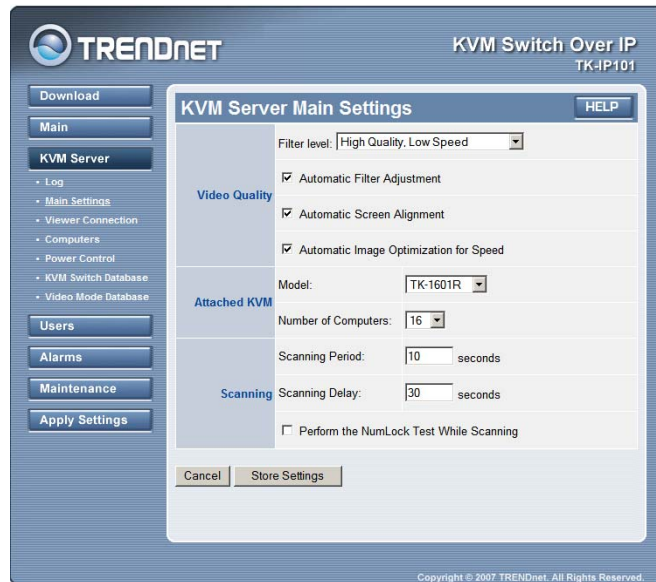 TRENDNET
KVM Switch Over IP
TK-IP101
Download
Main
KVM Server
• Log
• Main Settings
• Viewer Connection
• Computers
• Power Control
• KVM Switch Database
• Video Mode Database
Users
Alarms
Maintenance
Apply Settings
KVM Server Main Settings
HELP
Video Quality
Filter level: High Quality, Low Speed
Automatic Filter Adjustment
Automatic Screen Alignment
Automatic Image Optimization for Speed
Attached KVM
Model: TK-1601R
Number of Computers: 16
Scanning
Scanning Period: 10 seconds
Scanning Delay: 30 seconds
Perform the NumLock Test While Scanning
Cancel Store Settings
Copyright © 2007 TRENDnet. All Rights Reserved.